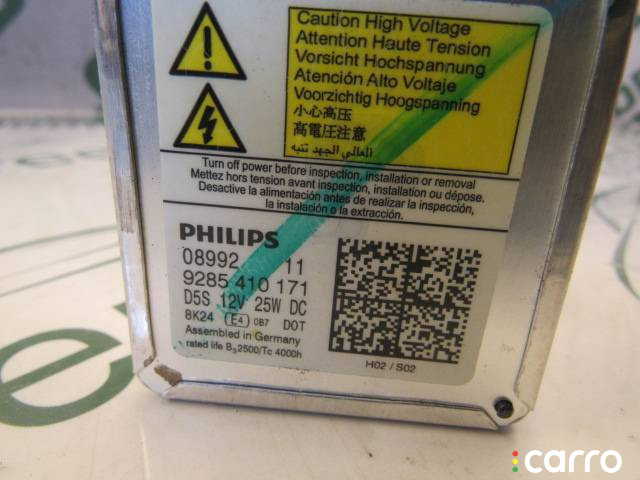 Caution High Voltage
Attention Haute Tension
Vorsicht Hochspannung
Atención Alto Voltaje
Voorzichtig Hoogspanning
小心高压
高電圧注意
Turn off power before inspection, installation or removal
Mettez hors tension avant inspection, installation ou dépose.
Desactive la alimentación antes de realizar la inspección,
la instalación o la extracción.
PHILIPS
08992 11
9285 410 171
D5S 12V 25W DC
8K24 E4 0B7 DOT
Assembled in Germany
rated life B3 2500/Tc 4000h
H02 / S02
carro